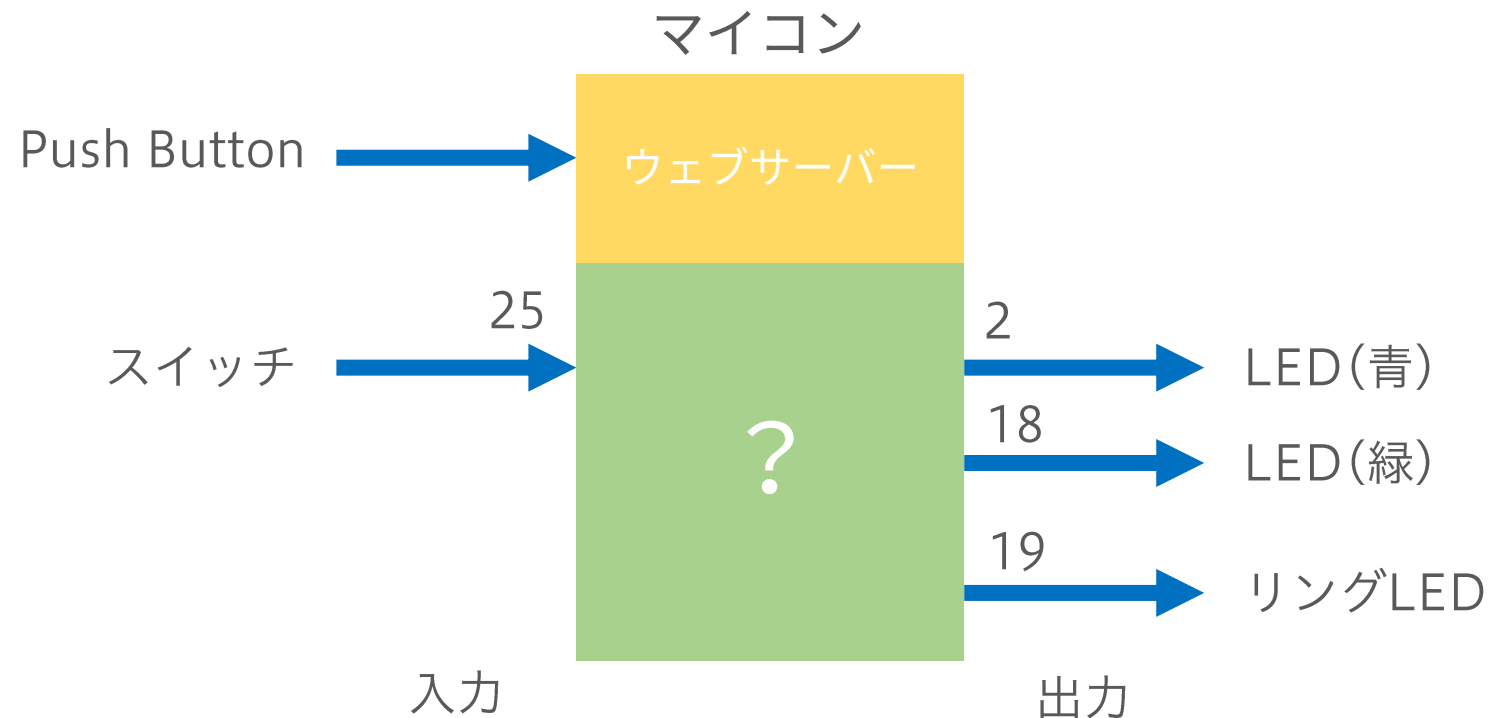 マイコン
Push Button
ウェブサーバー
25
スイッチ
?
2
LED(青)
18
LED(緑)
19
リングLED
入力
出力